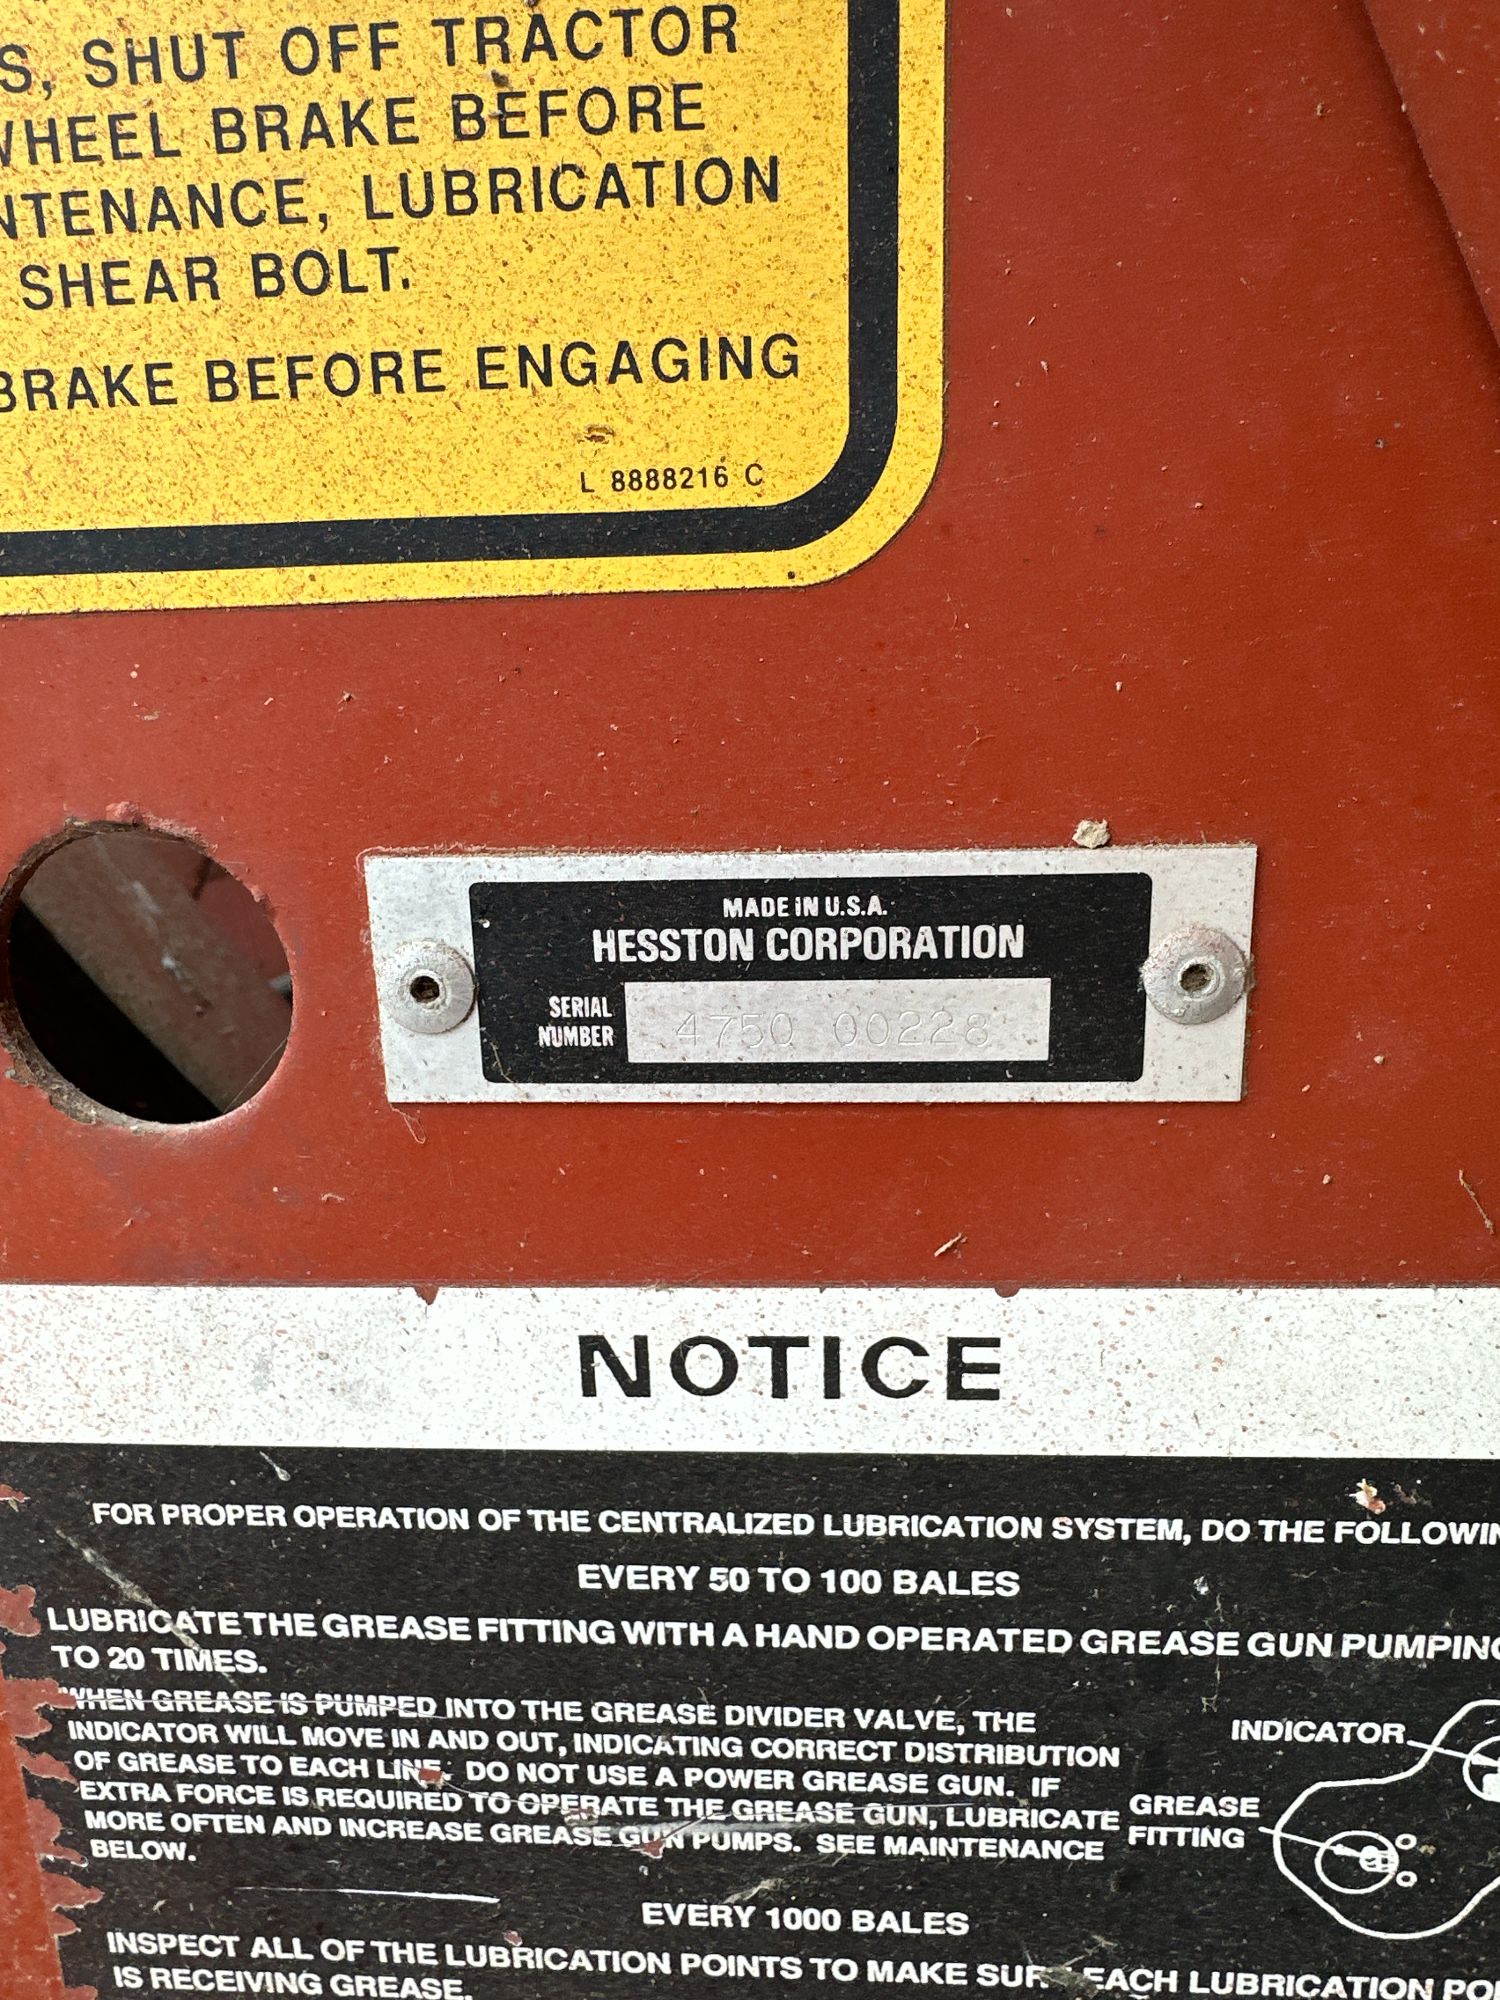 S, SHUT OFF TRACTOR
WHEEL BRAKE BEFORE
NTENANCE, LUBRICATION
SHEAR BOLT.
BRAKE BEFORE ENGAGING
L 8888216 C
MADE IN U.S.A.
HESSTON CORPORATION
SERIAL
NUMBER
4750 00228
NOTICE
FOR PROPER OPERATION OF THE CENTRALIZED LUBRICATION SYSTEM, DO THE FOLLOWIN
EVERY 50 TO 100 BALES
LUBRICATE THE GREASE FITTING WITH A HAND OPERATED GREASE GUN PUMPING
TO 20 TIMES.
WHEN GREASE IS PUMPED INTO THE GREASE DIVIDER VALVE, THE
INDICATOR WILL MOVE IN AND OUT, INDICATING CORRECT DISTRIBUTION
OF GREASE TO EACH LINE. DO NOT USE A POWER GREASE GUN. IF
EXTRA FORCE IS REQUIRED TO OPERATE THE GREASE GUN, LUBRICATE
MORE OFTEN AND INCREASE GREASE GUN PUMPS. SEE MAINTENANCE
BELOW.
INDICATOR
GREASE
FITTING
EVERY 1000 BALES
INSPECT ALL OF THE LUBRICATION POINTS TO MAKE SURE EACH LUBRICATION POI
IS RECEIVING GREASE.